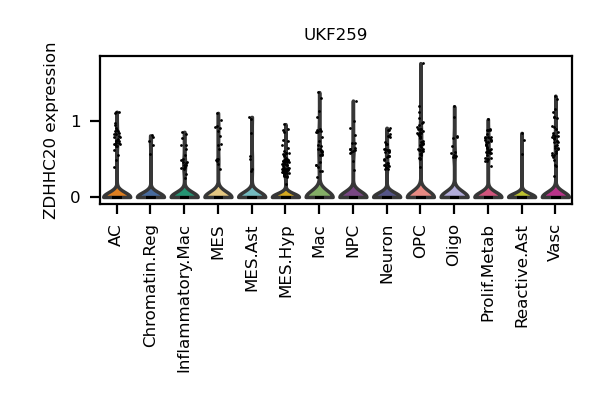 UKF259
ZDHHC20 expression
1
0
AC
Chromatin.Reg
Inflammatory.Mac
MES
MES.Ast
MES.Hyp
Mac
NPC
Neuron
OPC
Oligo
Prolif.Metab
Reactive.Ast
Vasc